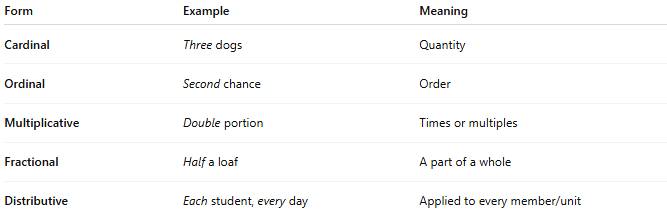 Form Example Meaning
Cardinal Three dogs Quantity
Ordinal Second chance Order
Multiplicative Double portion Times or multiples
Fractional Half a loaf A part of a whole
Distributive Each student, every day Applied to every member/unit